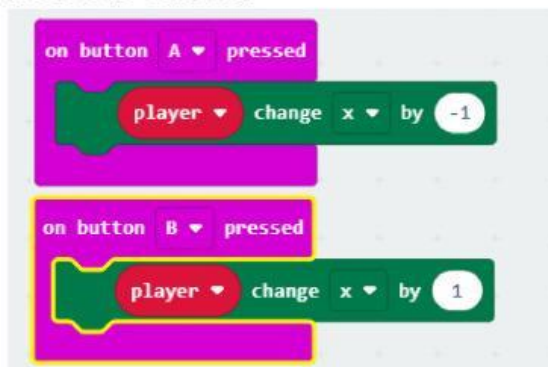 on button A pressed
player change x by -1
on button B pressed
player change x by 1